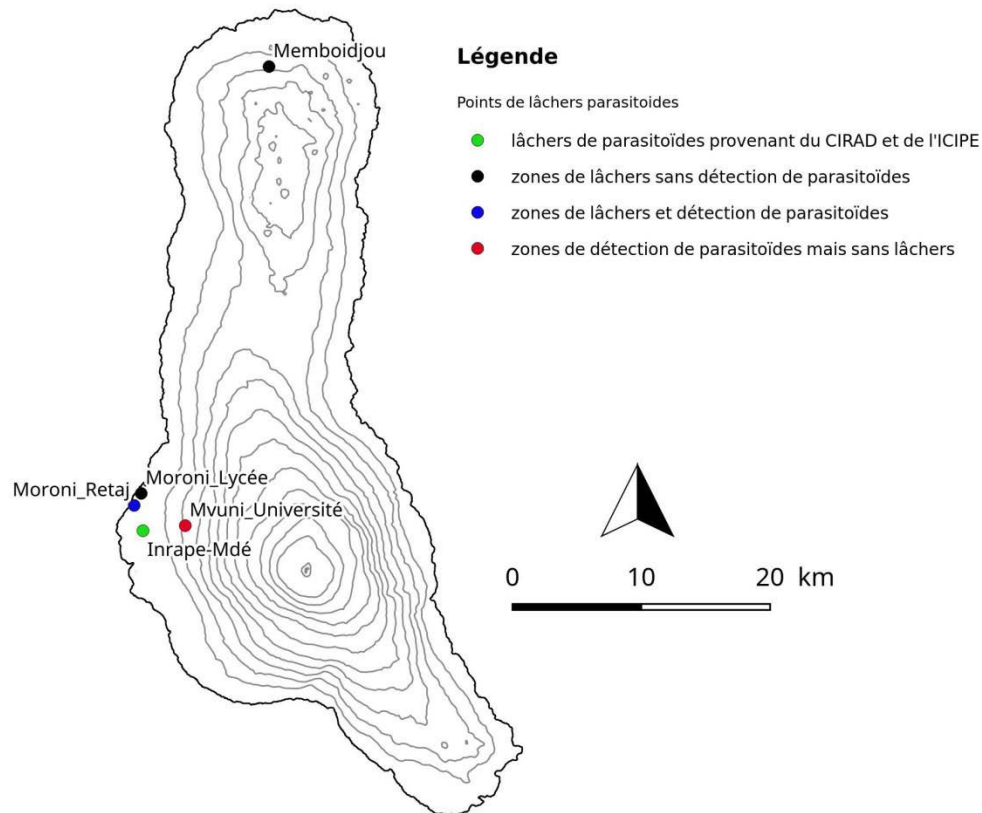 Memboidjou
Légende
Points de lâchers parasitoides
lâchers de parasitoïdes provenant du CIRAD et de l'ICIPE
zones de lâchers sans détection de parasitoïdes
zones de lâchers et détection de parasitoïdes
zones de détection de parasitoïdes mais sans lâchers
Moroni_Lycée
Moroni_Retaj
Mvuni_Université
Inrape-Mdé
0 10 20 km